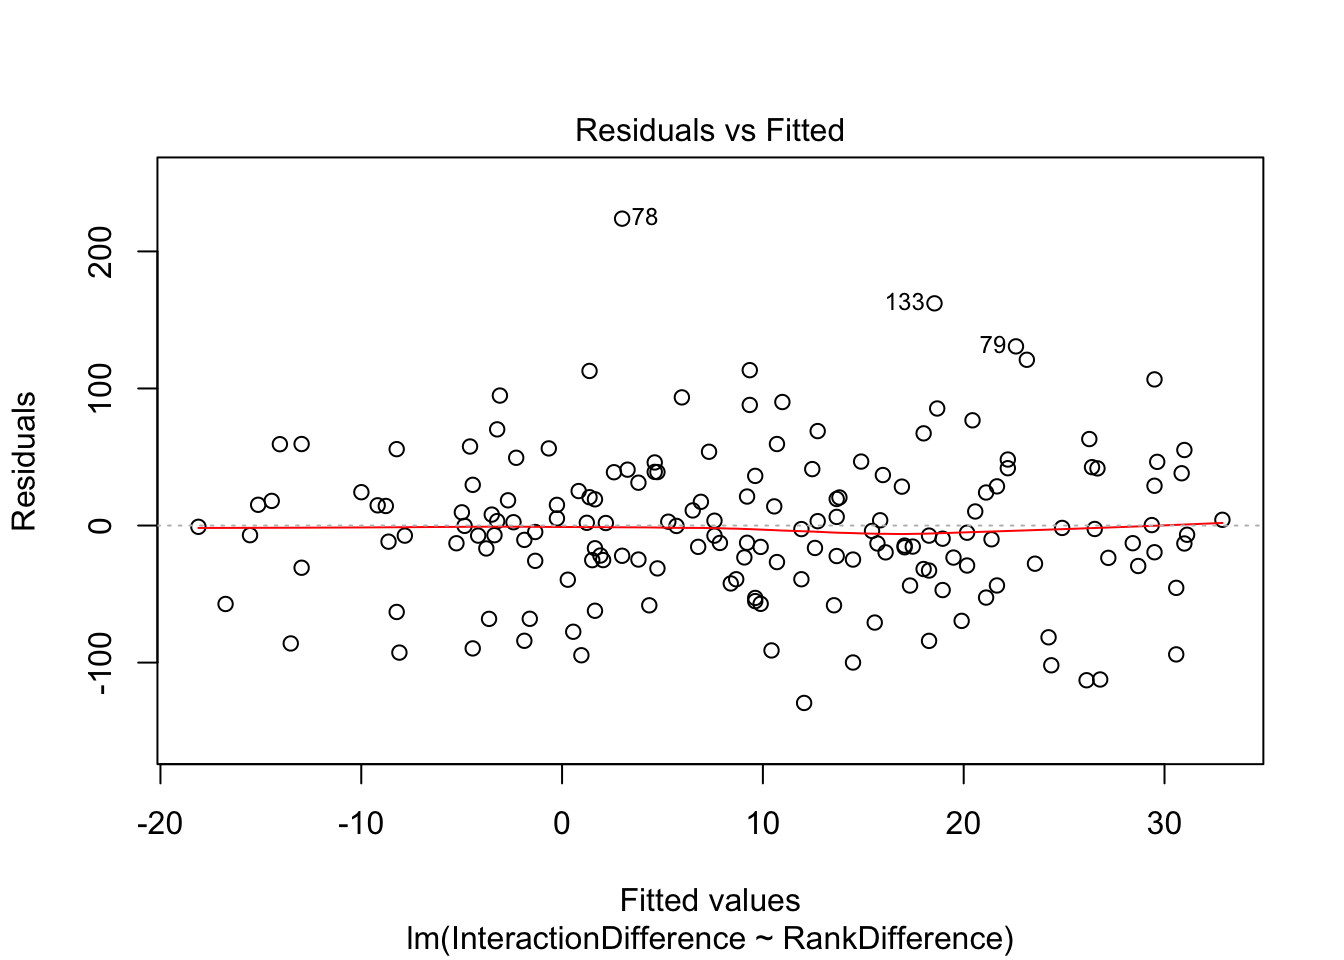 Residuals vs Fitted
78
133
79
200
100
0
-100
Residuals
-20 -10 0 10 20 30
Fitted values
lm(InteractionDifference ~ RankDifference)